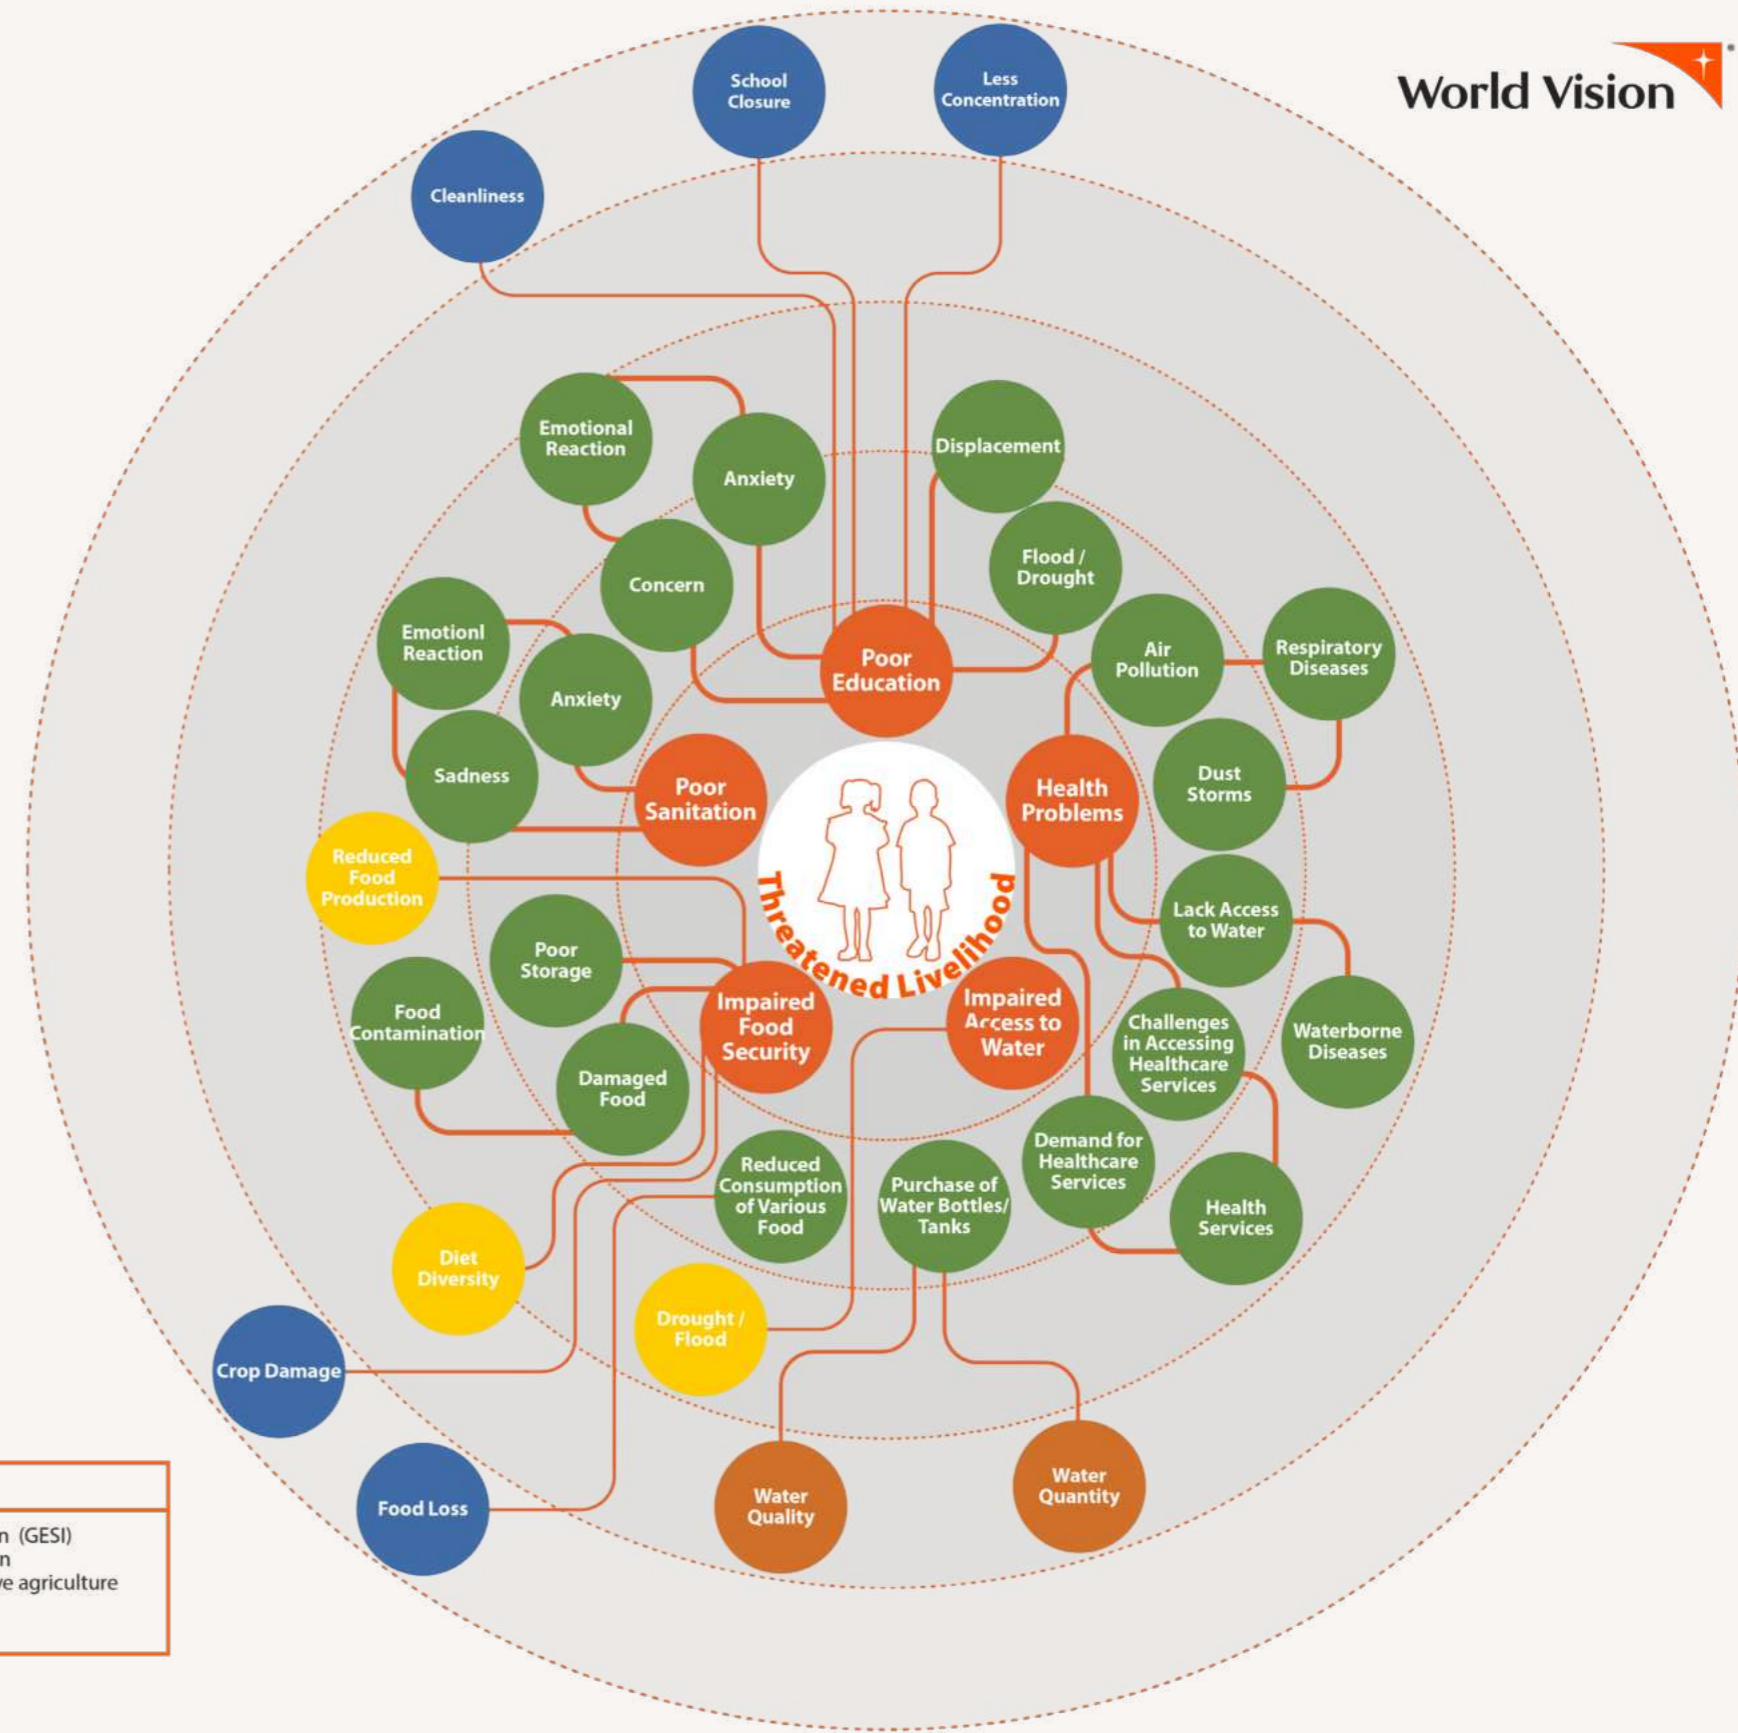 School
Closure
Less
Concentration
World Vision
Cleanliness
Emotional
Reaction
Anxiety
Displacement
Concern
Flood /
Drought
Emotionl
Reaction
Anxiety
Poor
Education
Air
Pollution
Respiratory
Diseases
Sadness
Poor
Sanitation
Health
Problems
Dust
Storms
Reduced
Food
Production
Threatened Livelihood
Poor
Storage
Lack Access
to Water
Food
Contamination
Impaired
Food
Security
Impaired
Access to
Water
Challenges
in Accessing
Healthcare
Services
Waterborne
Diseases
Damaged
Food
Reduced
Consumption
of Various
Food
Purchase of
Water Bottles/
Tanks
Demand for
Healthcare
Services
Health
Services
Diet
Diversity
Drought /
Flood
Crop Damage
Food Loss
Water
Quality
Water
Quantity
n (GESI)
n
ve agriculture